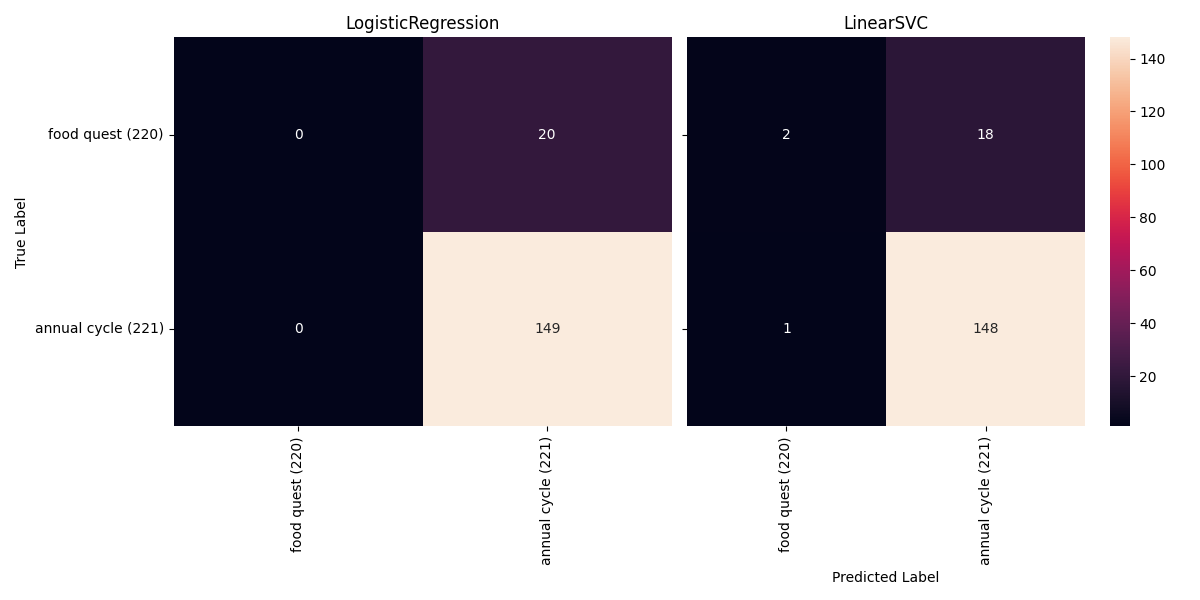 LogisticRegression
LinearSVC
True Label
food quest (220)
annual cycle (221)
0
20
0
149
2
18
1
148
food quest (220)
annual cycle (221)
food quest (220)
annual cycle (221)
Predicted Label
140
120
100
80
60
40
20